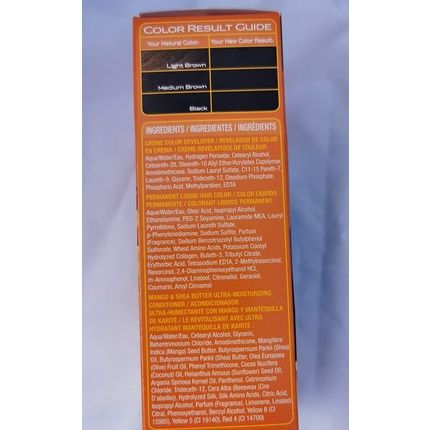 COLOR RESULT GUIDE
Your Natural Color: Your New Color Result:
Light Brown
Medium Brown
Black
INGREDIENTS / INGREDIENTES / INGRÉDIENTS
CREME COLOR DEVELOPER / REVELADOR DE COLOR
EN CREMA / CRÈME RÉVÉLATRICE DE COULEUR:
Aqua/Water/Eau, Hydrogen Peroxide, Cetearyl Alcohol,
Ceteareth-20, Steareth-10 Allyl Ether/Acrylates Copolymer,
Amodimethicone, Sodium Lauryl Sulfate, C11-15 Pareth-7,
Laureth-9, Glycerin, Trideceth-12, Disodium Phosphate,
Phosphoric Acid, Methylparaben, EDTA
PERMANENT LIQUID HAIR COLOR / COLOR LÍQUIDO
PERMANENTE / COLORANT LIQUIDE PERMANENT:
Aqua/Water/Eau, Oleic Acid, Isopropyl Alcohol,
Ethanolamine, PEG-2 Soyamine, Lauramide MEA, Lauryl
Pyrrolidone, Sodium Laureth Sulfate,
p-Phenylenediamine, Sodium Sulfite, Parfum
(Fragrance), Sodium Benzotriazolyl Butylphenol
Sulfonate, Wheat Amino Acids, Potassium Cocoyl
Hydrolyzed Collagen, Buteth-3, Tributyl Citrate,
Erythorbic Acid, Tetrasodium EDTA, 2-Methylresorcinol,
Resorcinol, 2,4-Diaminophenoxyethanol HCl,
m-Aminophenol, Linalool, Citronellol, Geraniol,
Coumarin, Amyl Cinnamal
MANGO & SHEA BUTTER ULTRA-MOISTURIZING
CONDITIONER / ACONDICIONADOR
ULTRA-HUMECTANTE CON MANGO Y MANTEQUILLA
DE KARITÉ / LE REVITALISANT AVEC ULTRA
HYDRATANT MANTEQUILLA DE KARITÉ :
Aqua/Water/Eau, Cetearyl Alcohol, Glycerin,
Behentrimonium Chloride, Amodimethicone, Mangifera
Indica (Mango) Seed Butter, Butyrospermum Parkii (Shea)
Butter, Butyrospermum Parkii (Shea) Butter, Olea Europaea
(Olive) Fruit Oil, Phenyl Trimethicone, Cocos Nucifera
(Coconut) Oil, Helianthus Annuus (Sunflower) Seed Oil,
Argania Spinosa Kernel Oil, Panthenol, Cetrimonium
Chloride, Trideceth-12, Cera Alba (Beeswax) (Cire
D'abeille), Hydrolyzed Silk, Silk Amino Acids, Citric Acid,
Isopropyl Alcohol, Parfum (Fragrance), Limonene, Linalool,
Citral, Phenoxyethanol, Benzyl Alcohol, Yellow 6 (CI
15985), Yellow 5 (CI 19140), Red 4 (CI 14700)